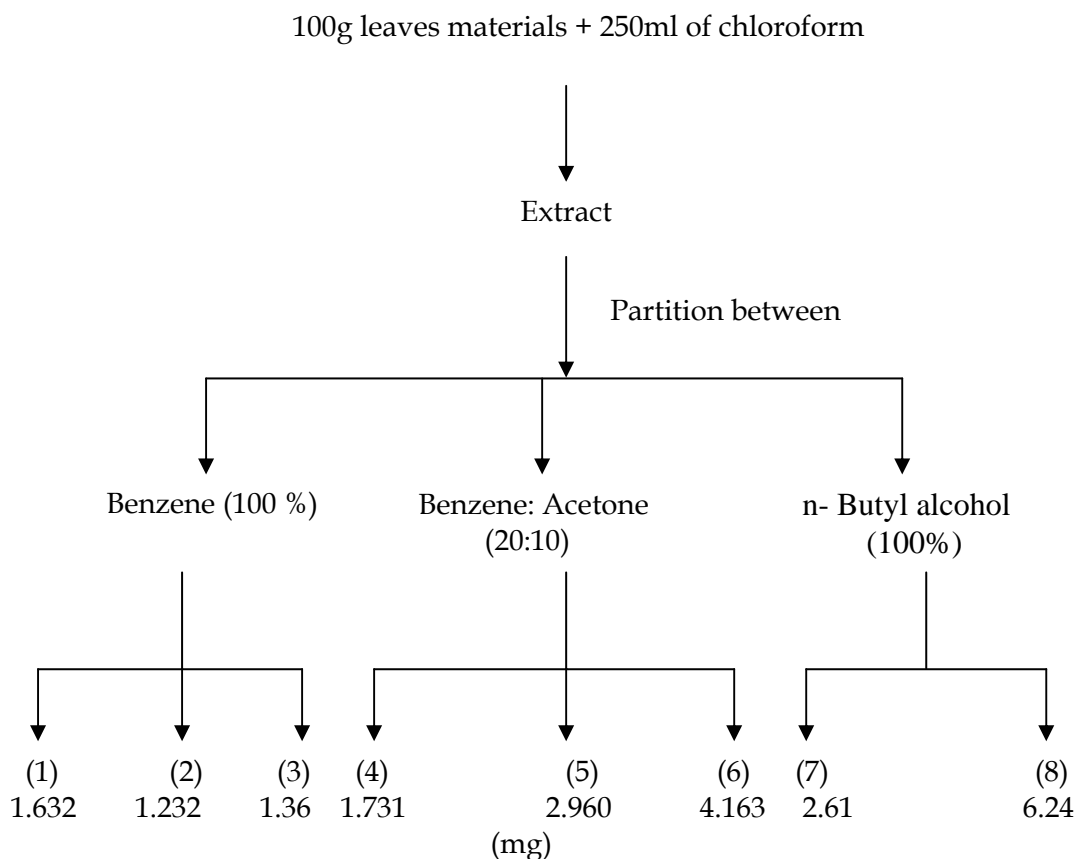 100g leaves materials + 250ml of chloroform
Extract
Partition between
Benzene (100 %)
Benzene: Acetone
(20:10)
n- Butyl alcohol
(100%)
(1) (2) (3) (4) (5) (6) (7) (8)
1.632 1.232 1.36 1.731 2.960 4.163 2.61 6.24
(mg)